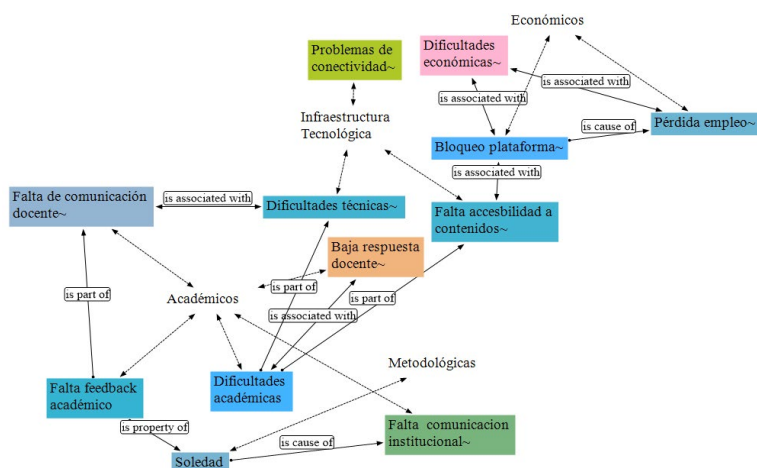 Económicos
Problemas de
conectividad~
Dificultades
económicas~
is associated with
is associated with
Infraestructura
Tecnológica
Pérdida empleo~
is cause of
Bloqueo plataforma~
is associated with
Falta de comunicación
docente~
is associated with
Dificultades técnicas~
Falta accesbilidad a
contenidos~
Baja respuesta
docente~
is part of
is part of
is part of
Académicos
is associated with
Metodológicas
Falta feedback
académico
Dificultades
académicas
is property of
Falta comunicacion
institucional~
is cause of
Soledad